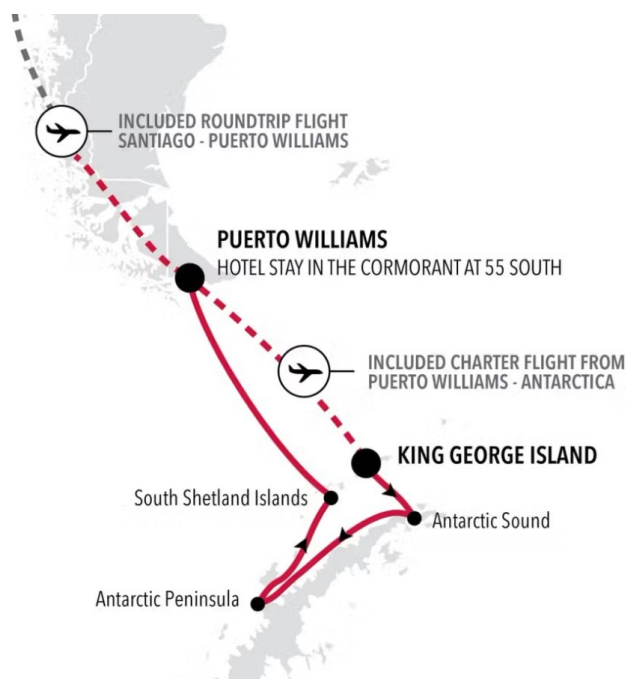 INCLUDED ROUNDTRIP FLIGHT
SANTIAGO - PUERTO WILLIAMS
PUERTO WILLIAMS
HOTEL STAY IN THE CORMORANT AT 55 SOUTH
INCLUDED CHARTER FLIGHT FROM
PUERTO WILLIAMS - ANTARCTICA
KING GEORGE ISLAND
South Shetland Islands
Antarctic Sound
Antarctic Peninsula